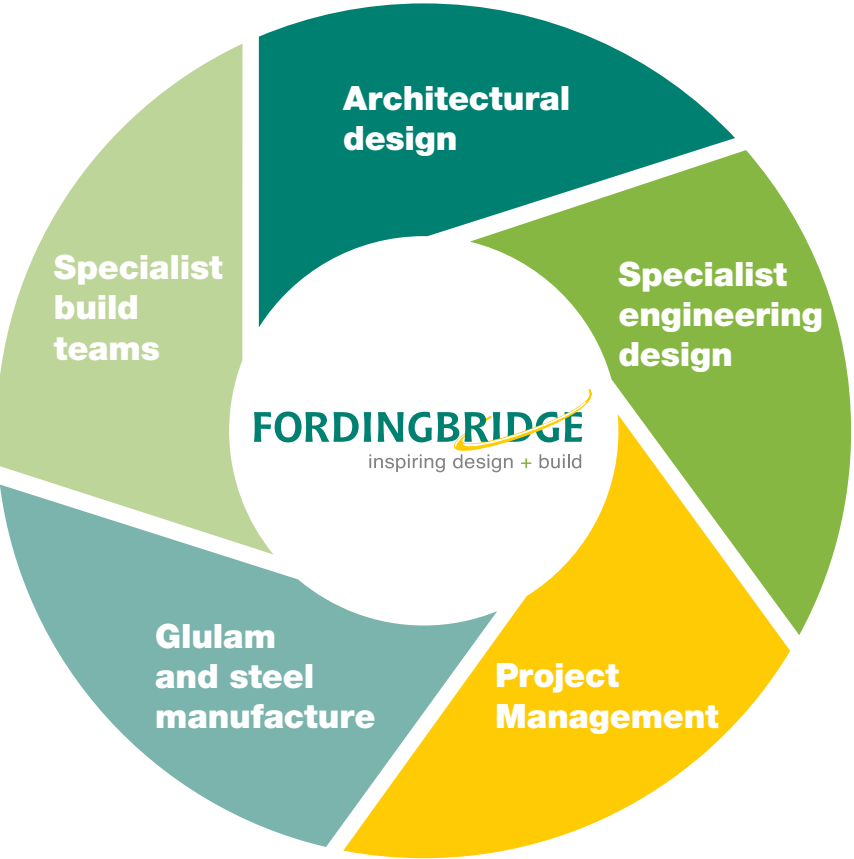 Architectural
design
Specialist
engineering
design
Project
Management
Glulam
and steel
manufacture
Specialist
build
teams
FORDINGBRIDGE
inspiring design + build